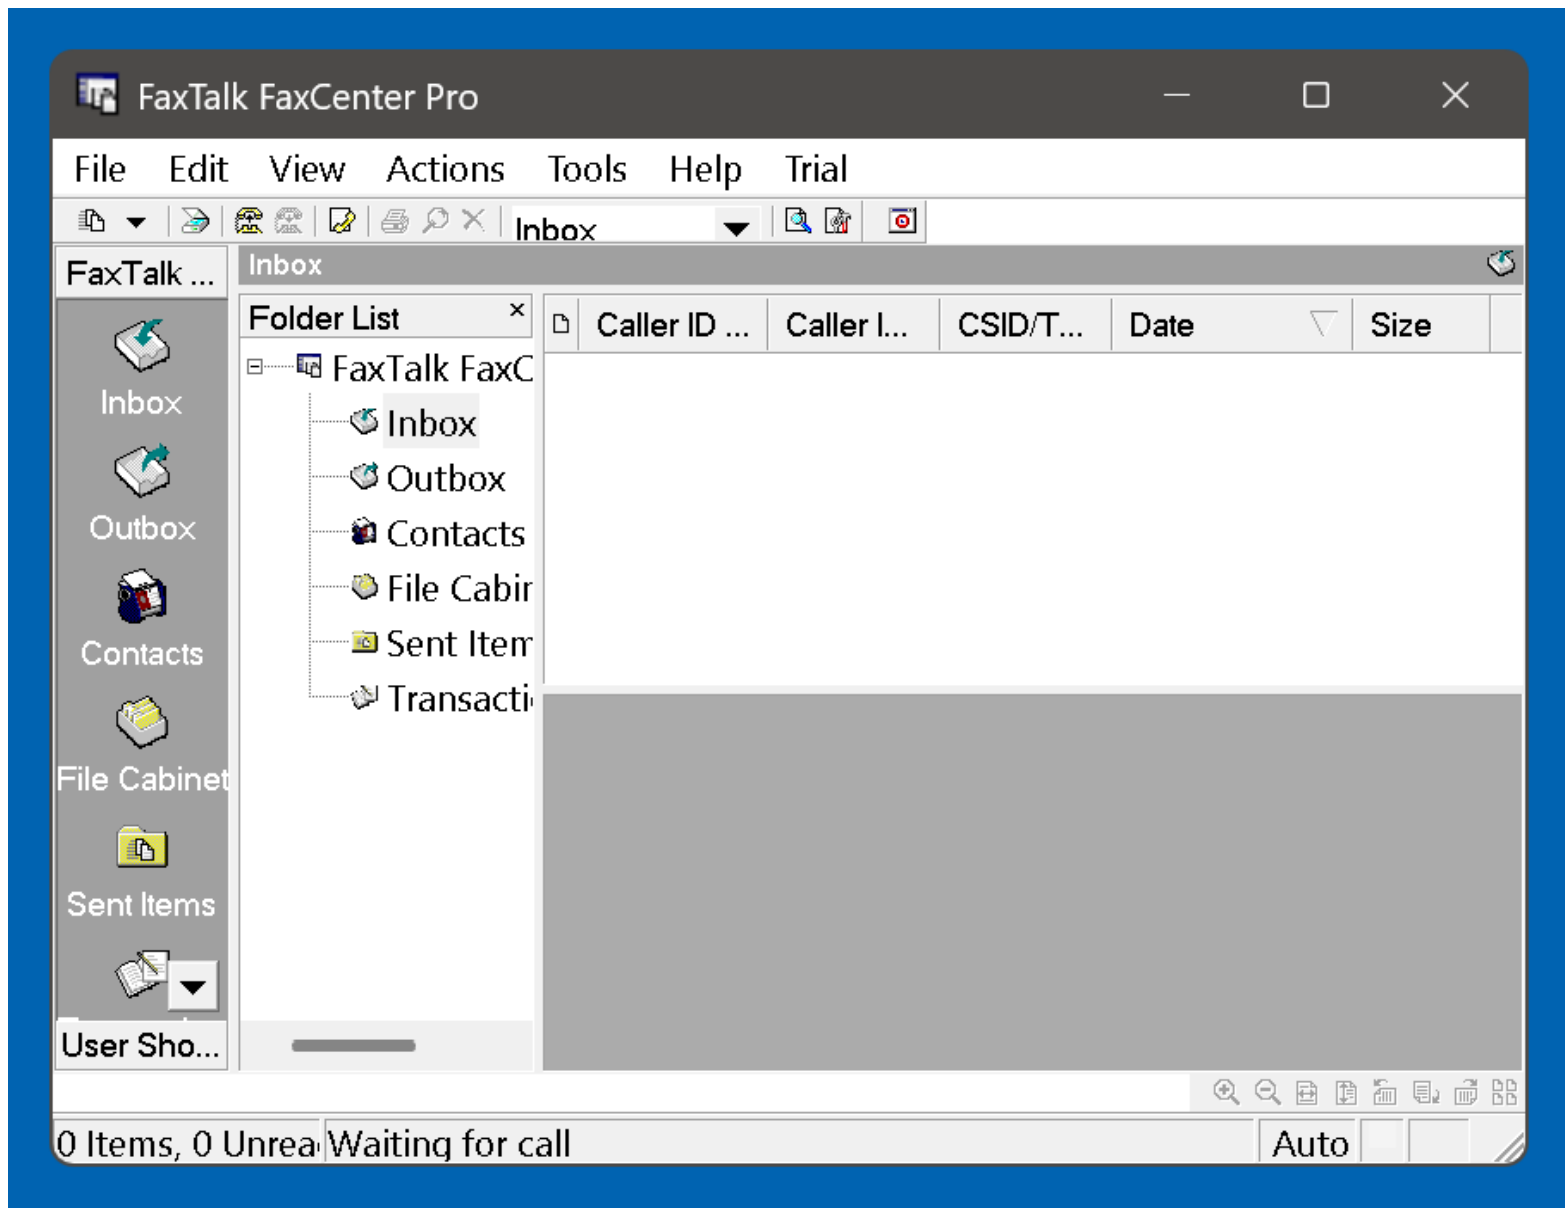 FaxTalk FaxCenter Pro
File Edit View Actions Tools Help Trial
Inbox
FaxTalk ...
Inbox
Inbox
Outbox
Contacts
File Cabinet
Sent Items
User Sho...
Folder List
FaxTalk FaxC
Inbox
Outbox
Contacts
File Cabin
Sent Item
Transacti
Caller ID ... Caller I... CSID/T... Date Size
0 Items, 0 Unrea Waiting for call Auto